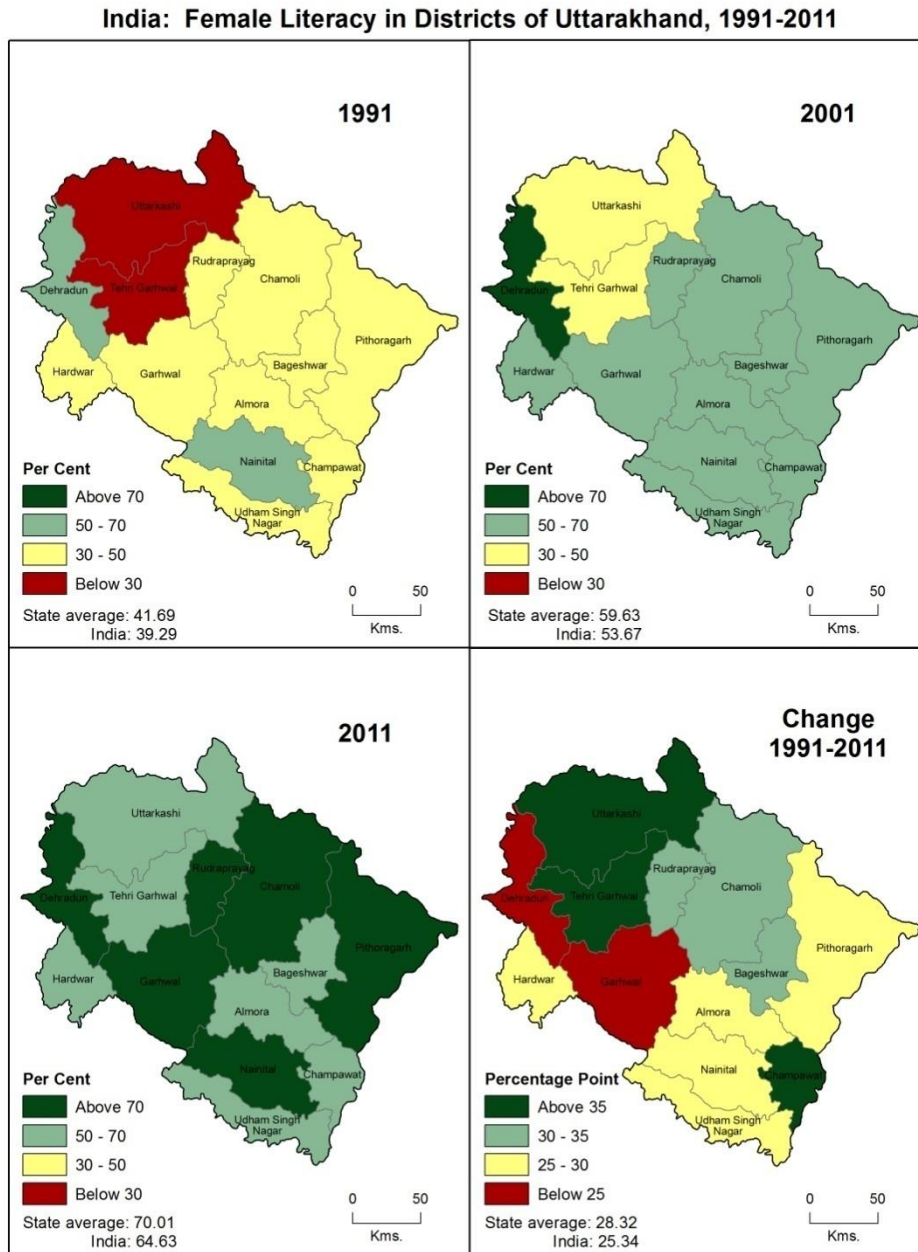 India: Female Literacy in Districts of Uttarakhand, 1991-2011
1991
Uttarkashi
Rudraprayag
Chamoli
Dehradun
Tehri Garhwal
Pithoragarh
Hardwar
Garhwal
Bageshwar
Almora
Nainital
Champawat
Udham Singh
Nagar
Per Cent
Above 70
50 - 70
30 - 50
Below 30
0 50
Kms.
State average: 41.69
India: 39.29
2001
Uttarkashi
Rudraprayag
Chamoli
Dehradun
Tehri Garhwal
Pithoragarh
Hardwar
Garhwal
Bageshwar
Almora
Nainital
Champawat
Udham Singh
Nagar
Per Cent
Above 70
50 - 70
30 - 50
Below 30
0 50
Kms.
State average: 59.63
India: 53.67
2011
Uttarkashi
Rudraprayag
Chamoli
Dehradun
Tehri Garhwal
Pithoragarh
Hardwar
Garhwal
Bageshwar
Almora
Nainital
Champawat
Udham Singh
Nagar
Per Cent
Above 70
50 - 70
30 - 50
Below 30
0 50
Kms.
State average: 70.01
India: 64.63
Change
1991-2011
Uttarkashi
Rudraprayag
Chamoli
Dehradun
Tehri Garhwal
Pithoragarh
Hardwar
Garhwal
Bageshwar
Almora
Nainital
Champawat
Udham Singh
Nagar
Percentage Point
Above 35
30 - 35
25 - 30
Below 25
0 50
Kms.
State average: 28.32
India: 25.34